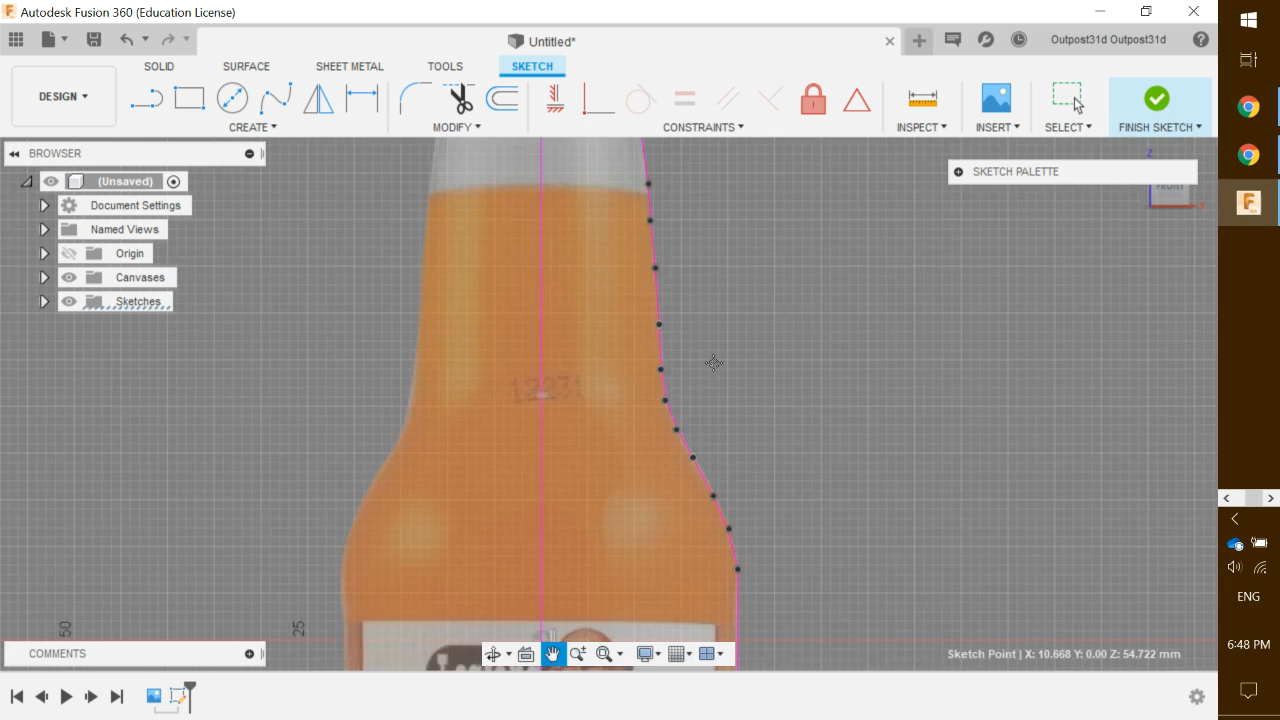 Autodesk Fusion 360 (Education License)
Untitled*
Outpost31d Outpost31d
SOLID SURFACE SHEET METAL TOOLS SKETCH
DESIGN
CREATE MODIFY CONSTRAINTS INSPECT INSERT SELECT FINISH SKETCH
BROWSER
SKETCH PALETTE
Z
FRONT
X
(Unsaved)
Document Settings
Named Views
Origin
Canvases
Sketches
12231
50
25
COMMENTS
Sketch Point | X: 10.668 Y: 0.00 Z: 54.722 mm
ENG
6:48 PM